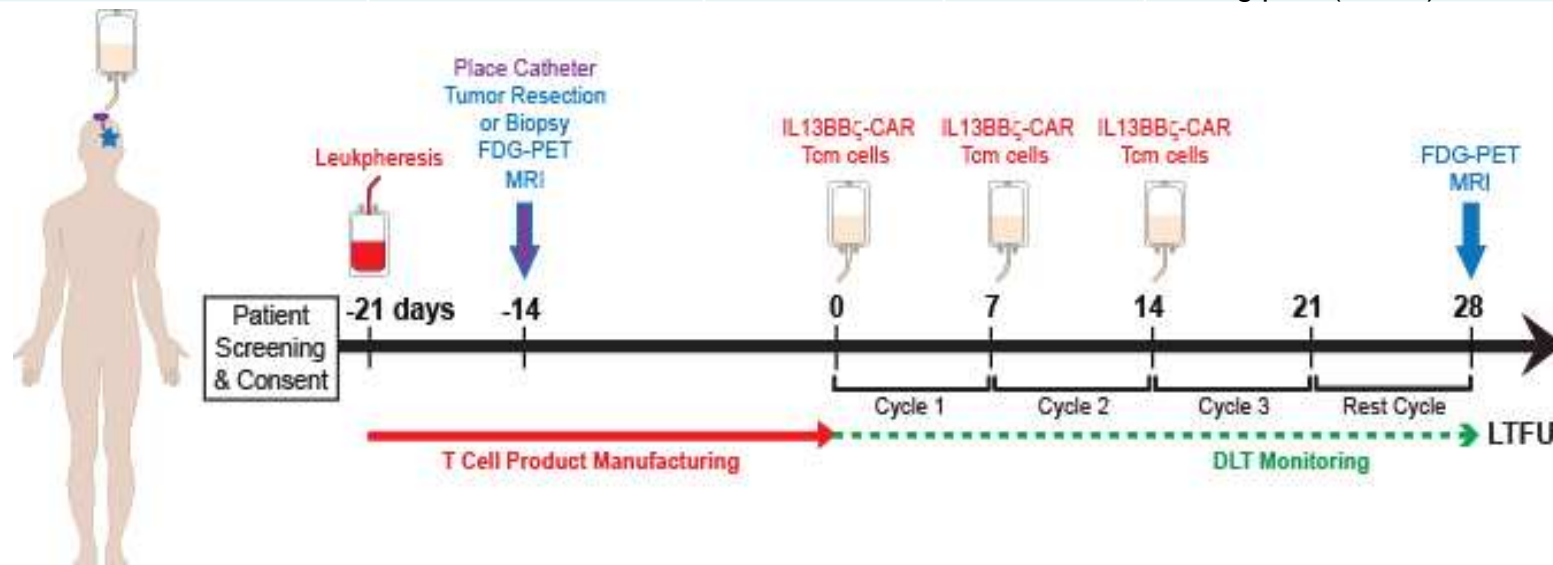 Place Catheter
Tumor Resection
or Biopsy
FDG-PET
MRI
Leukpheresis
IL13BBζ-CAR
Tcm cells
IL13BBζ-CAR
Tcm cells
IL13BBζ-CAR
Tcm cells
FDG-PET
MRI
Patient
Screening
& Consent
-21 days -14 0 7 14 21 28
Cycle 1 Cycle 2 Cycle 3 Rest Cycle
T Cell Product Manufacturing
DLT Monitoring
LTFU